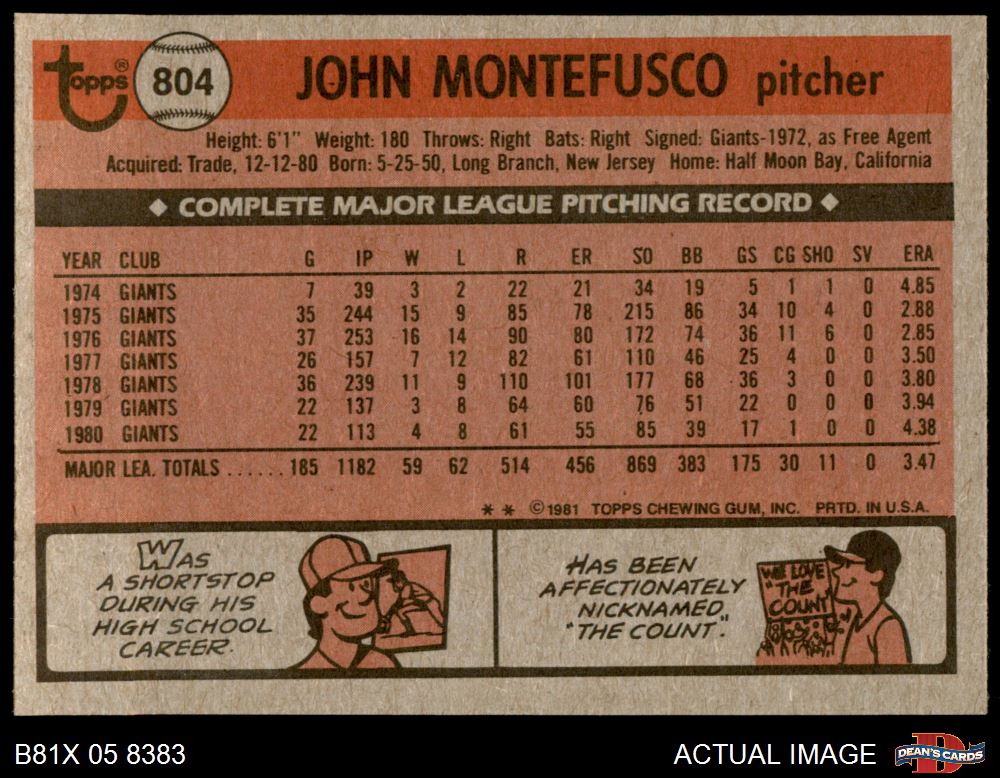 topps®
804
JOHN MONTEFUSCO pitcher
Height: 6'1" Weight: 180 Throws: Right Bats: Right Signed: Giants-1972, as Free Agent
Acquired: Trade, 12-12-80 Born: 5-25-50, Long Branch, New Jersey Home: Half Moon Bay, California
◆ COMPLETE MAJOR LEAGUE PITCHING RECORD ◆
YEAR CLUB G IP W L R ER SO BB GS CG SHO SV ERA
1974 GIANTS 7 39 3 2 22 21 34 19 5 1 1 0 4.85
1975 GIANTS 35 244 15 9 85 78 215 86 34 10 4 0 2.88
1976 GIANTS 37 253 16 14 90 80 172 74 36 11 6 0 2.85
1977 GIANTS 26 157 7 12 82 61 110 46 25 4 0 0 3.50
1978 GIANTS 36 239 11 9 110 101 177 68 36 3 0 0 3.80
1979 GIANTS 22 137 3 8 64 60 76 51 22 0 0 0 3.94
1980 GIANTS 22 113 4 8 61 55 85 39 17 1 0 0 4.38
MAJOR LEA. TOTALS ...... 185 1182 59 62 514 456 869 383 175 30 11 0 3.47
* * © 1981 TOPPS CHEWING GUM, INC. PRTD. IN U.S.A.
WAS
A SHORTSTOP
DURING HIS
HIGH SCHOOL
CAREER.
HAS BEEN
AFFECTIONATELY
NICKNAMED,
"THE COUNT".
WE LOVE
"THE
COUNT"
B81X 05 8383
ACTUAL IMAGE
DEAN'S CARDS